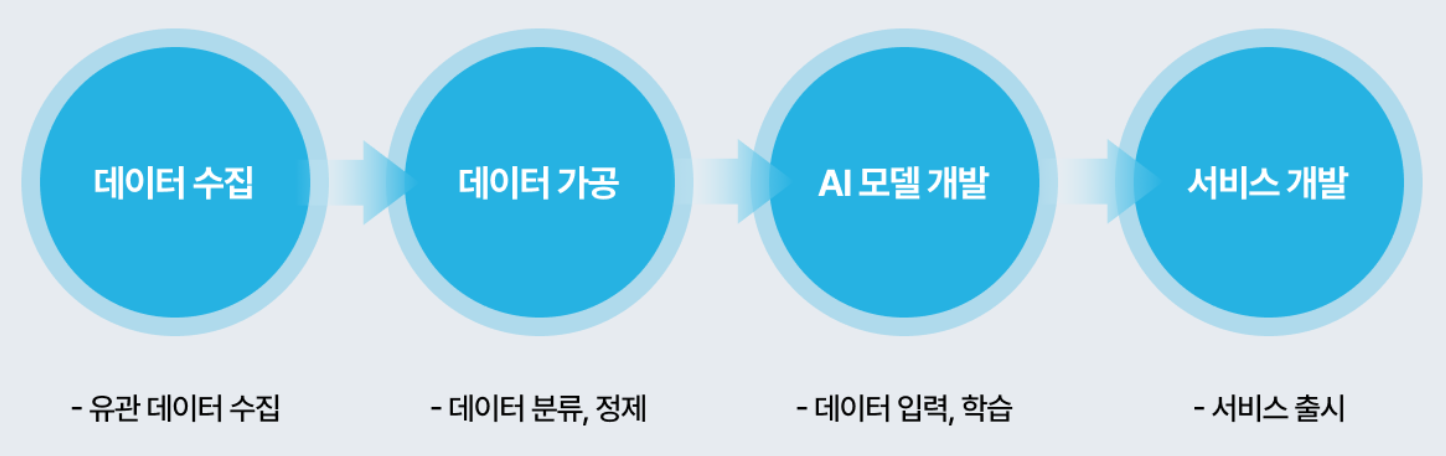 데이터 수집
데이터 가공
AI 모델 개발
서비스 개발
- 유관 데이터 수집
- 데이터 분류, 정제
- 데이터 입력, 학습
- 서비스 출시